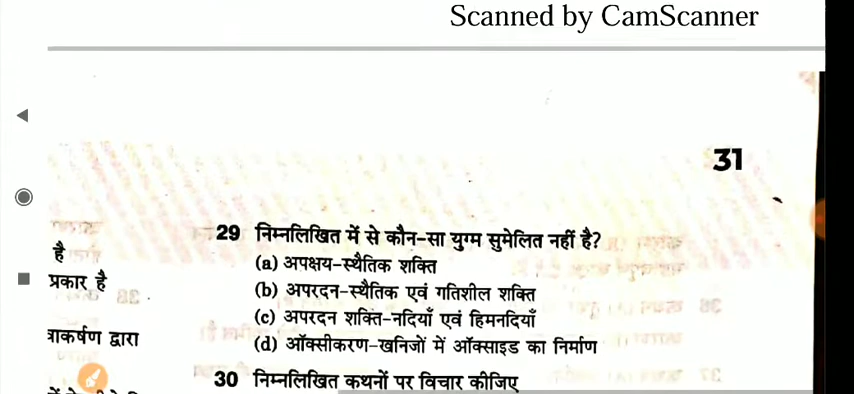 Scanned by CamScanner
31
29 निम्नलिखित में से कौन-सा युग्म सुमेलित नहीं है?
(a) अपक्षय-स्थैतिक शक्ति
(b) अपरदन-स्थैतिक एवं गतिशील शक्ति
(c) अपरदन शक्ति-नदियाँ एवं हिमनदियाँ
(d) ऑक्सीकरण-खनिजों में ऑक्साइड का निर्माण
30 निम्नलिखित कथनों पर विचार कीजिए
है
प्रकार है
त्राकर्षण द्वारा